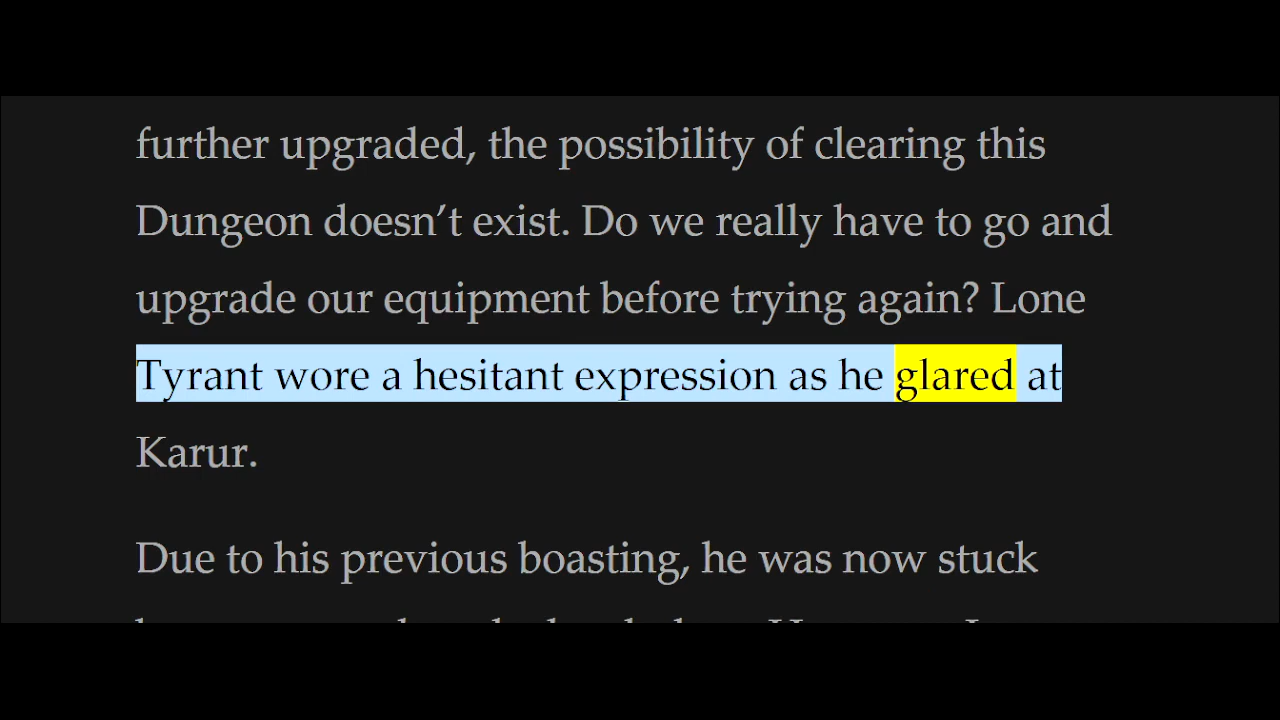 further upgraded, the possibility of clearing this
Dungeon doesn’t exist. Do we really have to go and
upgrade our equipment before trying again? Lone
Tyrant wore a hesitant expression as he glared at
Karur.
Due to his previous boasting, he was now stuck